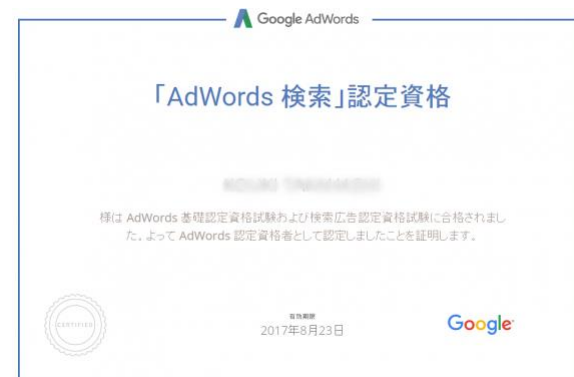 Google AdWords
「AdWords 検索」認定資格
様は AdWords 基礎認定資格試験および検索広告認定資格試験に合格されまし
た。よって AdWords 認定資格者として認定しましたことを証明します。
CERTIFIED
有効期限
2017年8月23日
Google